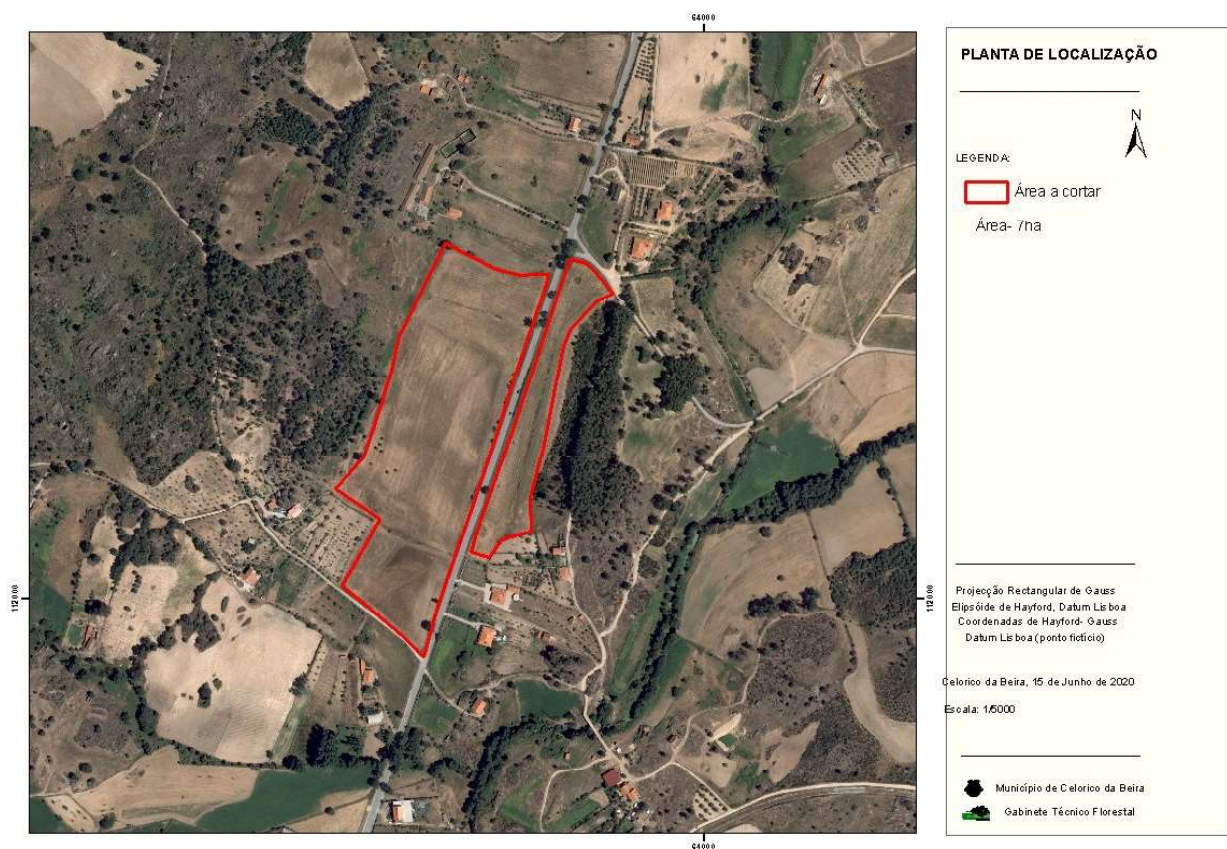 64000
PLANTA DE LOCALIZAÇÃO
N
LEGENDA:
Área a cortar
Área- 7ha
112000
112000
Projecção Rectangular de Gauss
Elipsóide de Hayford, Datum Lisboa
Coordenadas de Hayford- Gauss
Datum Lisboa (ponto fictício)
Celorico da Beira, 15 de Junho de 2020
Escala: 1/5000
Município de Celorico da Beira
Gabinete Técnico Florestal
64000